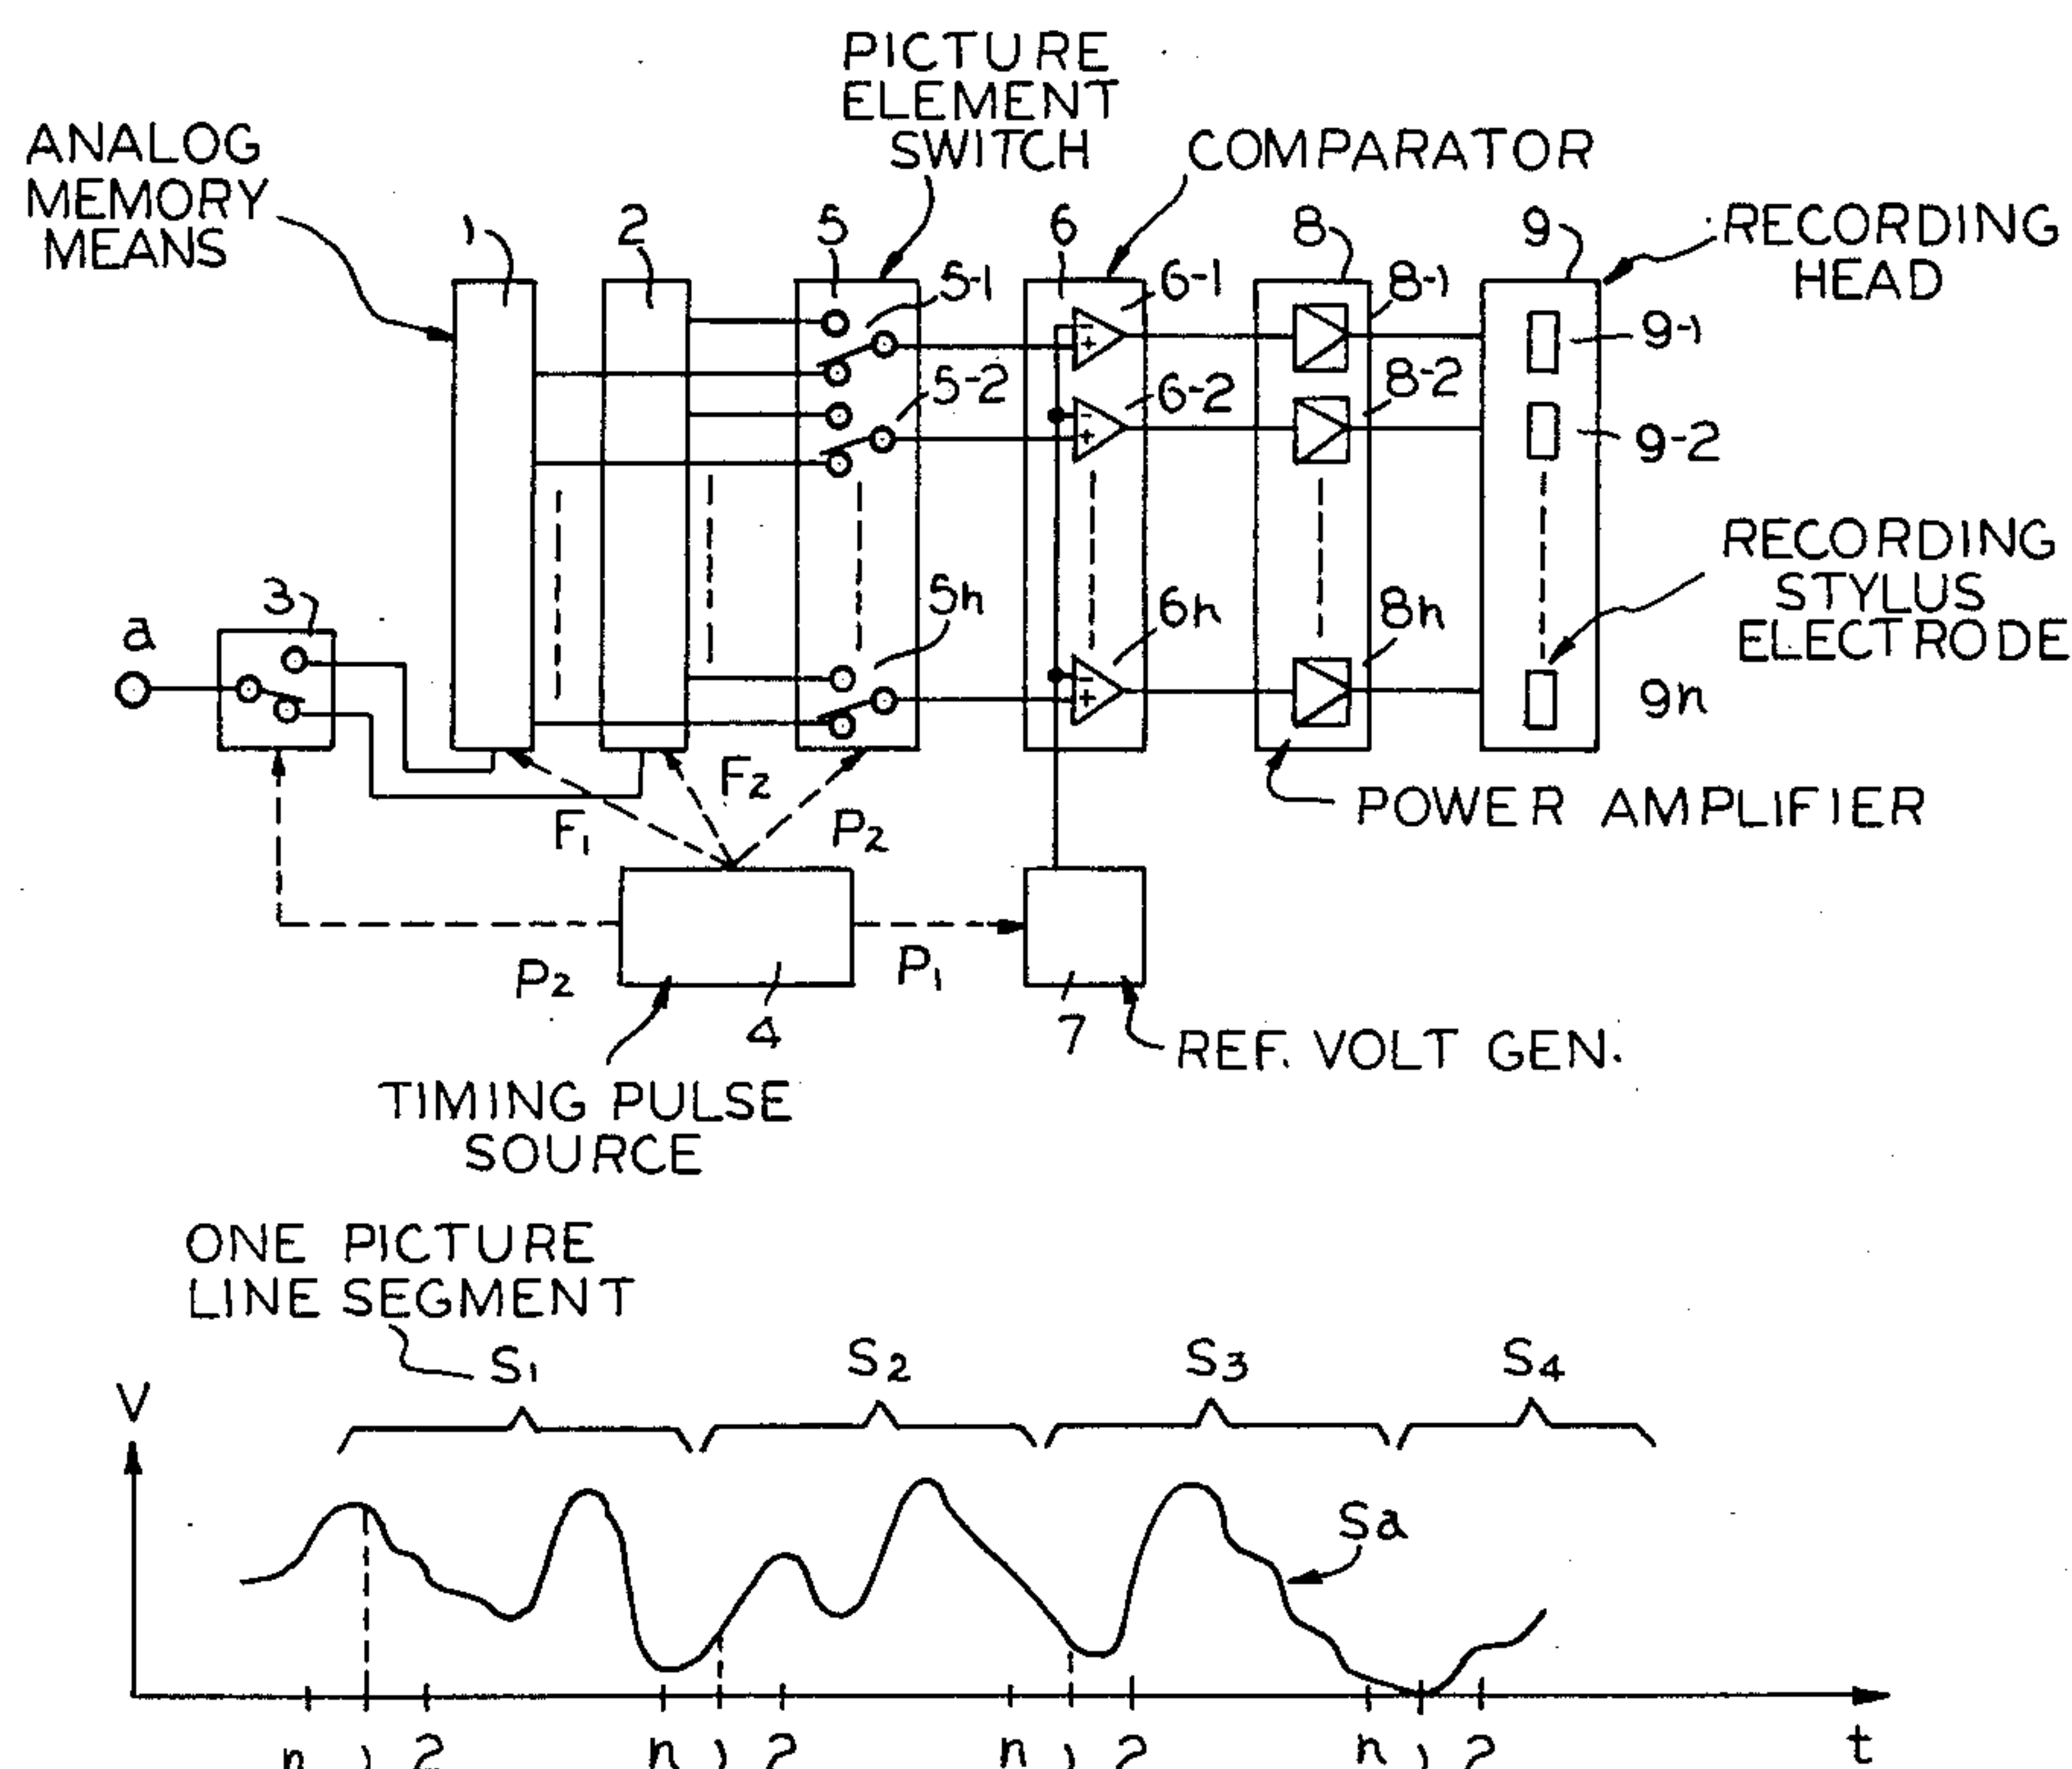 PICTURE
ELEMENT
SWITCH
ANALOG
MEMORY
MEANS
COMPARATOR
RECORDING
HEAD
1
2
5
6
8
9
5-1
6-1
8-1
9-1
5-2
6-2
8-2
9-2
RECORDING
STYLUS
ELECTRODE
3
a
5n
6n
8n
9n
F1
F2
P2
POWER AMPLIFIER
P2
P1
4
7
REF. VOLT GEN.
TIMING PULSE
SOURCE
ONE PICTURE
LINE SEGMENT
S1
S2
S3
S4
V
Sa
n 1 2 n 1 2 n 1 2 n 1 2 t